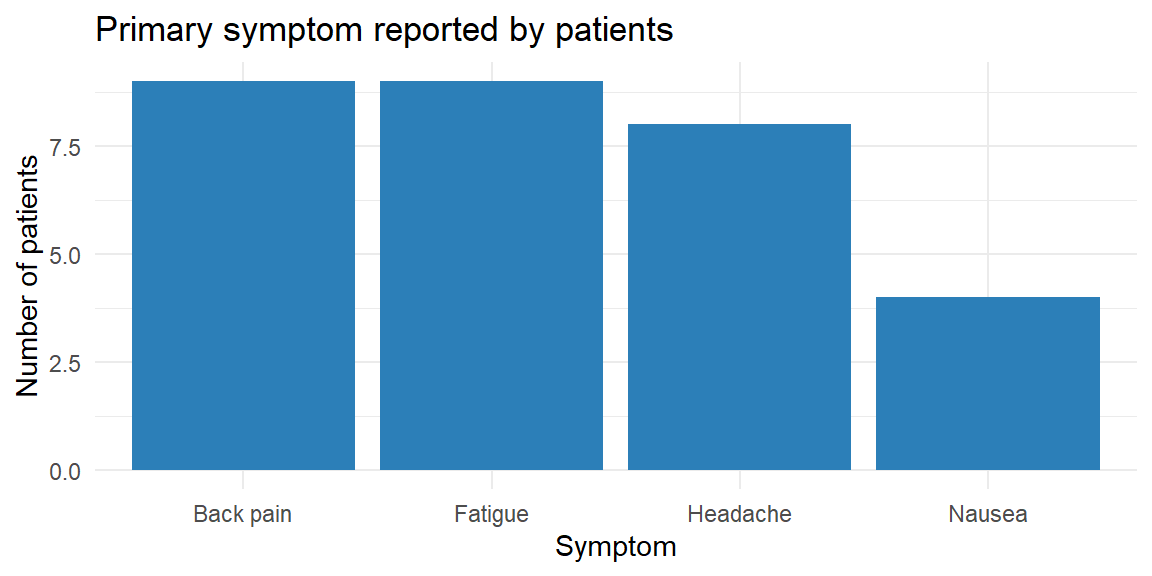 Primary symptom reported by patients
Number of patients
7.5
5.0
2.5
0.0
Back pain
Fatigue
Headache
Nausea
Symptom